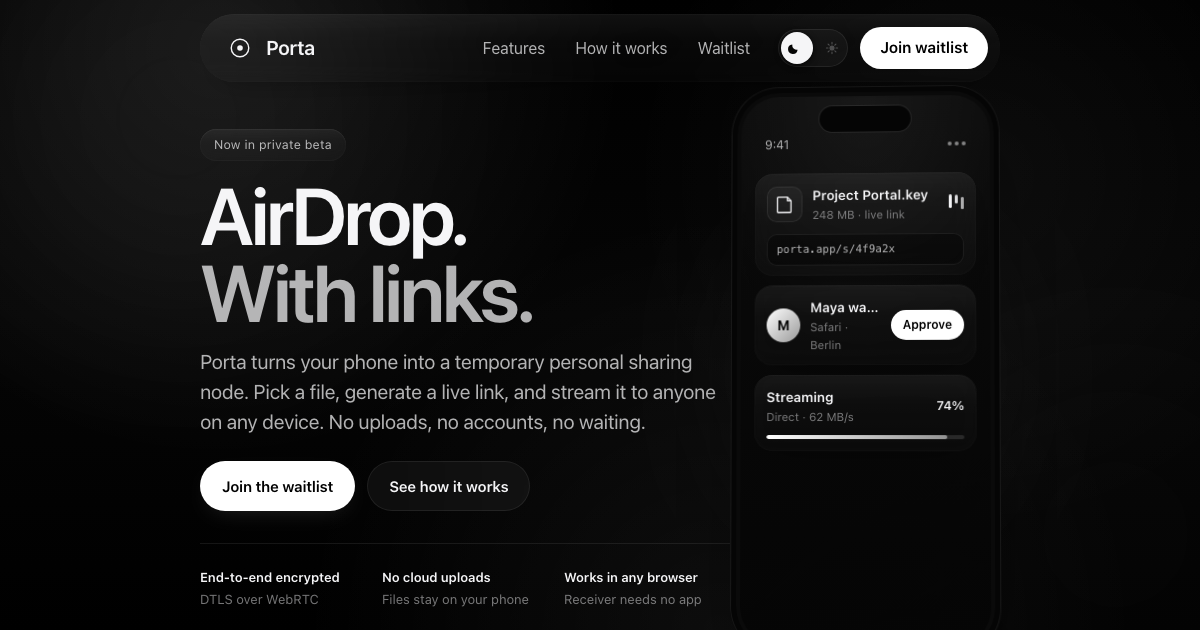 Porta
Features
How it works
Waitlist
Join waitlist
Now in private beta
AirDrop.
With links.
Porta turns your phone into a temporary personal sharing
node. Pick a file, generate a live link, and stream it to anyone
on any device. No uploads, no accounts, no waiting.
Join the waitlist
See how it works
End-to-end encrypted
DTLS over WebRTC
No cloud uploads
Files stay on your phone
Works in any browser
Receiver needs no app
9:41
Project Portal.key
248 MB · live link
porta.app/s/4f9a2x
M
Maya wa...
Safari ·
Berlin
Approve
Streaming
Direct · 62 MB/s
74%